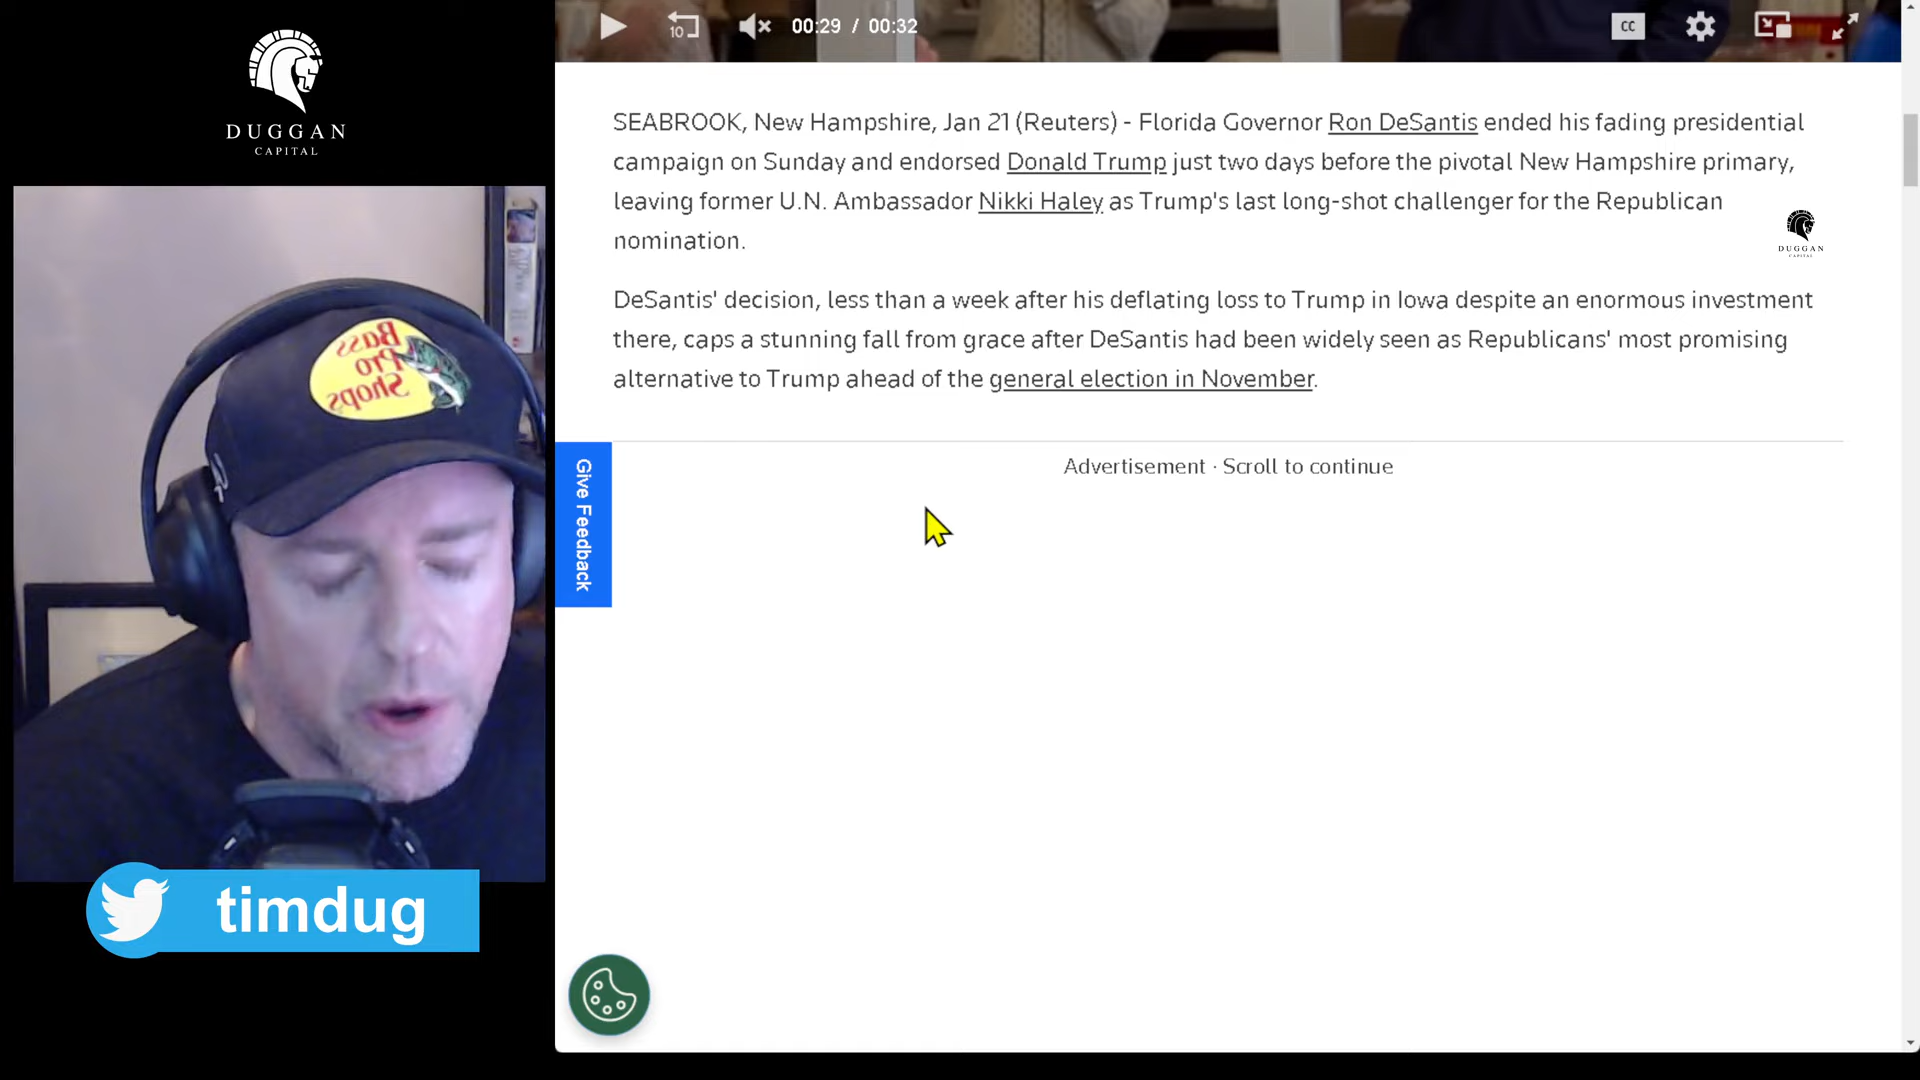 DUGGAN
CAPITAL
Bass
Pro
Shops
timdug
10
00:29 / 00:32
CC
SEABROOK, New Hampshire, Jan 21 (Reuters) - Florida Governor Ron DeSantis ended his fading presidential
campaign on Sunday and endorsed Donald Trump just two days before the pivotal New Hampshire primary,
leaving former U.N. Ambassador Nikki Haley as Trump's last long-shot challenger for the Republican
nomination.
DUGGAN
CAPITAL
DeSantis' decision, less than a week after his deflating loss to Trump in Iowa despite an enormous investment
there, caps a stunning fall from grace after DeSantis had been widely seen as Republicans' most promising
alternative to Trump ahead of the general election in November.
Give Feedback
Advertisement · Scroll to continue